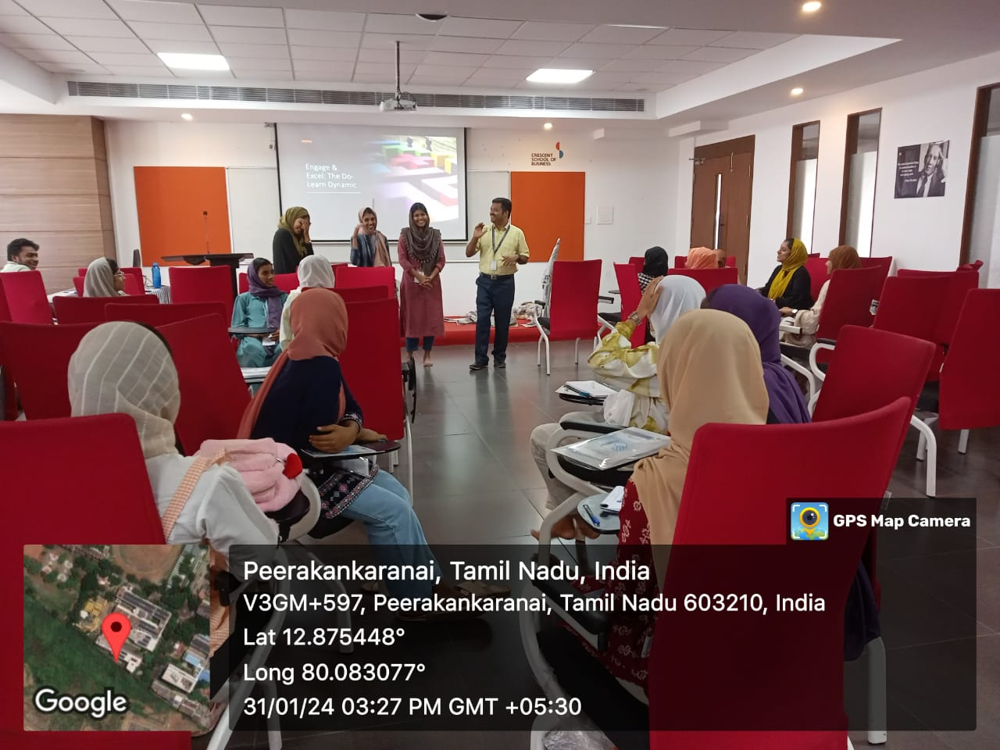 Engage &
Excel: The Do-
Learn Dynamic
CRESCENT
SCHOOL OF
BUSINESS
GPS Map Camera
Peerakankaranai, Tamil Nadu, India
V3GM+597, Peerakankaranai, Tamil Nadu 603210, India
Lat 12.875448°
Long 80.083077°
31/01/24 03:27 PM GMT +05:30
Google